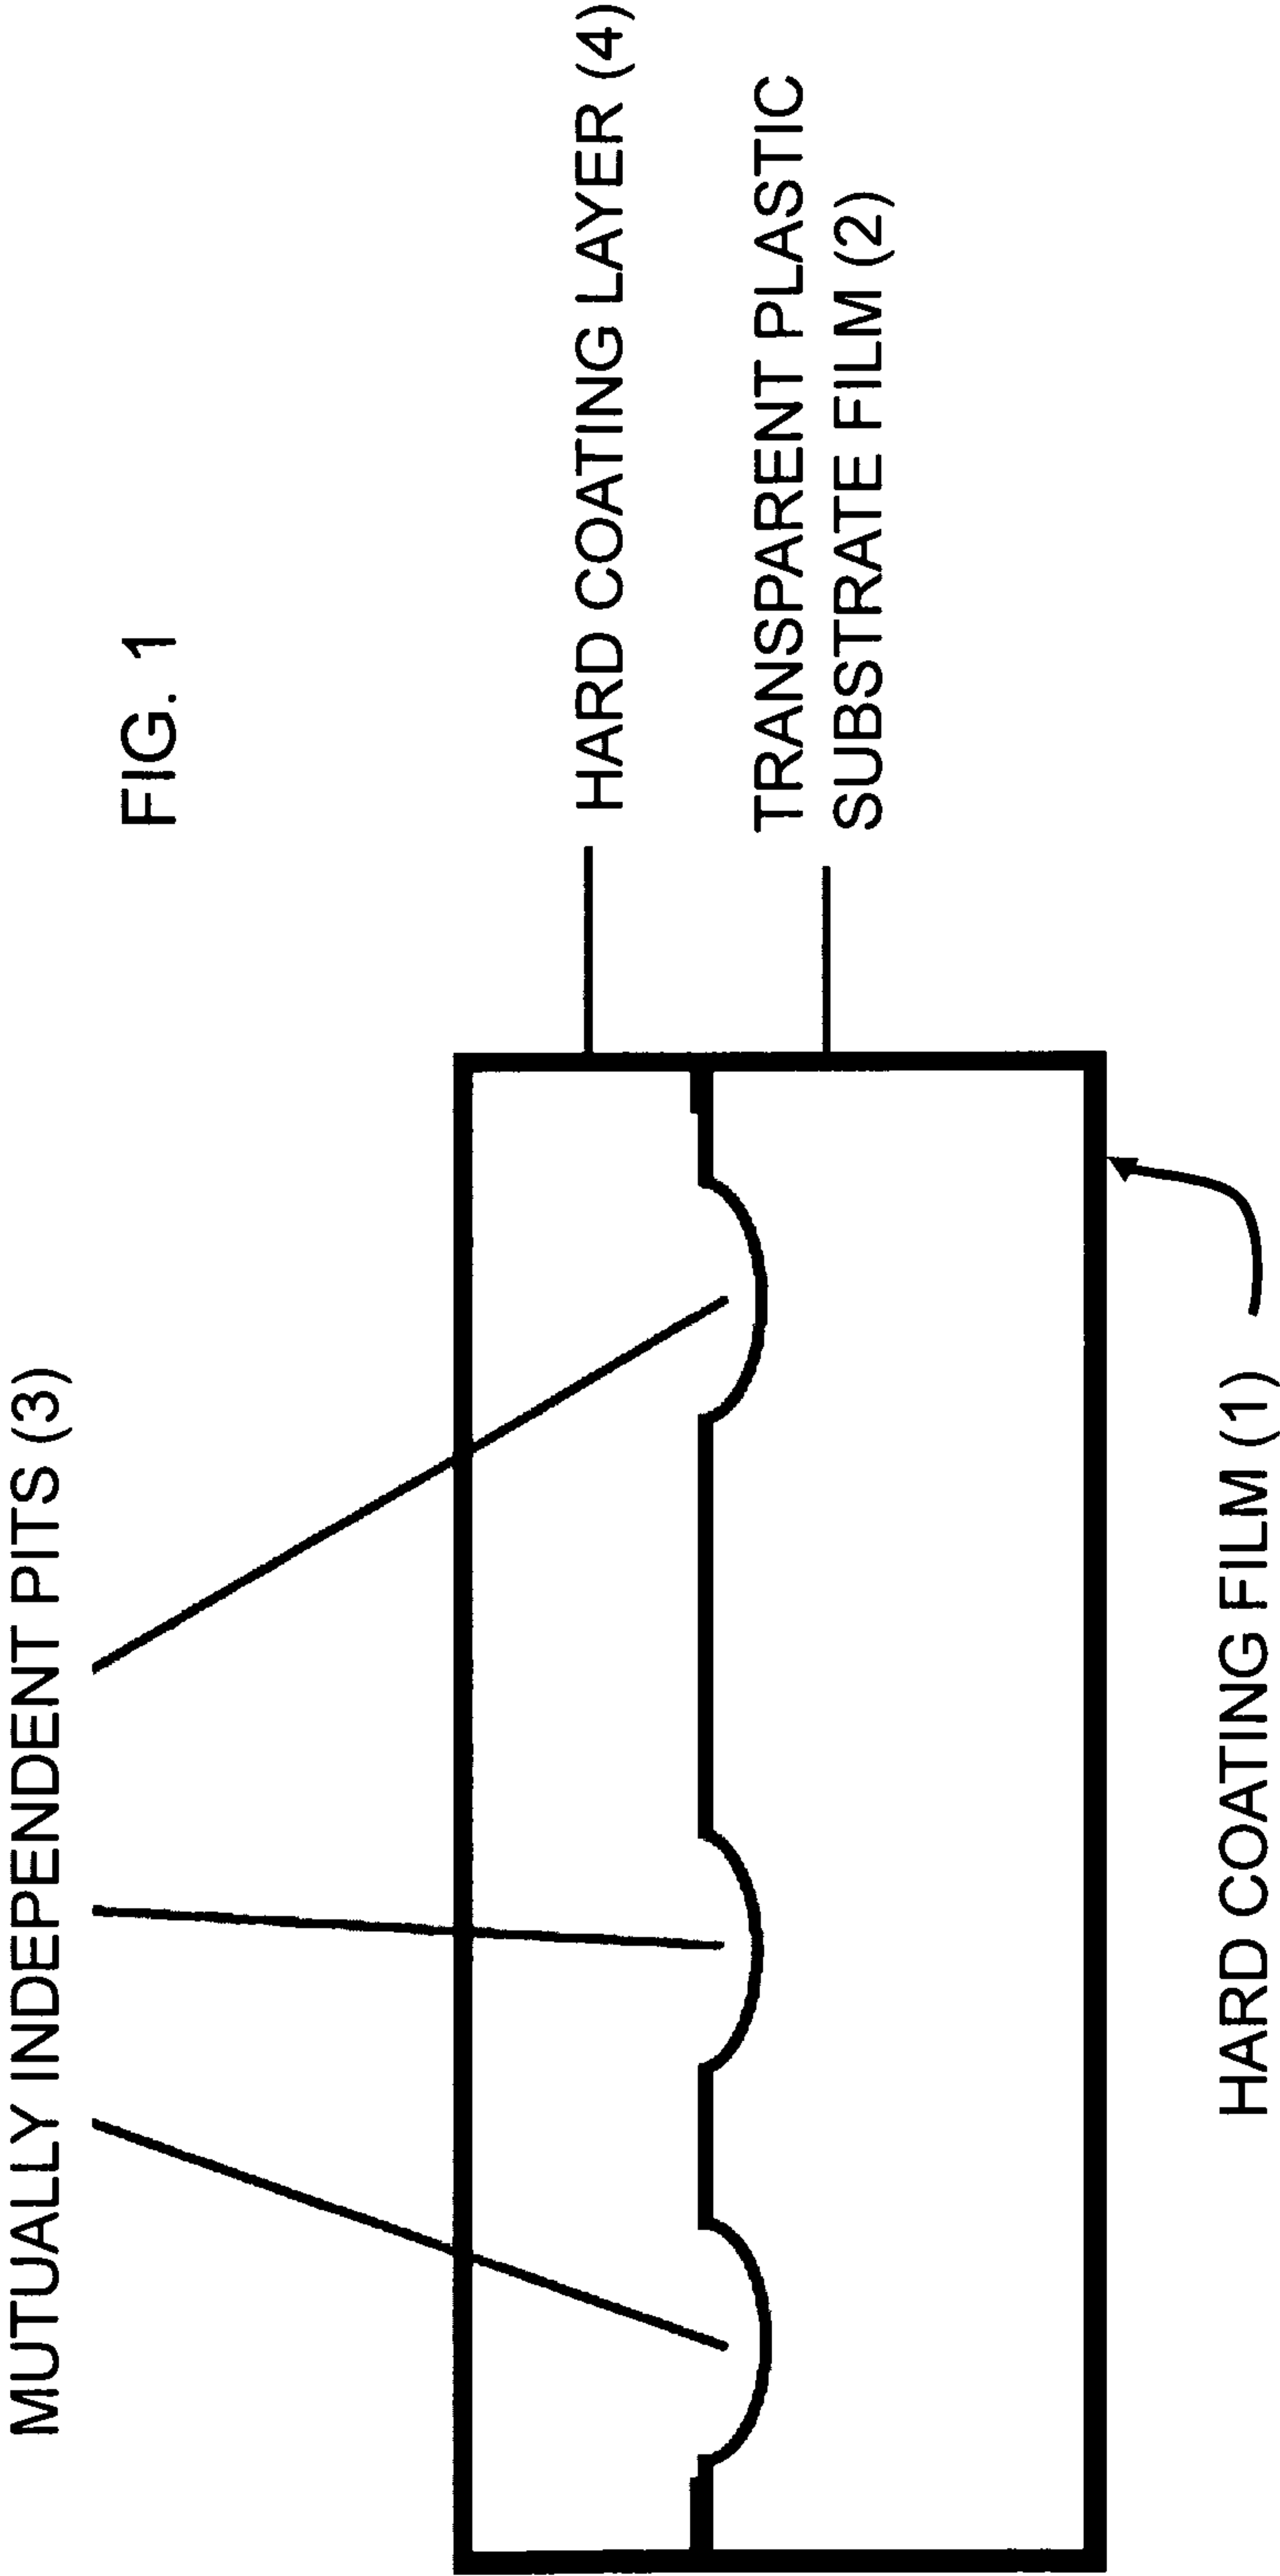 FIG. 1
MUTUALLY INDEPENDENT PITS (3)
HARD COATING LAYER (4)
TRANSPARENT PLASTIC
SUBSTRATE FILM (2)
HARD COATING FILM (1)